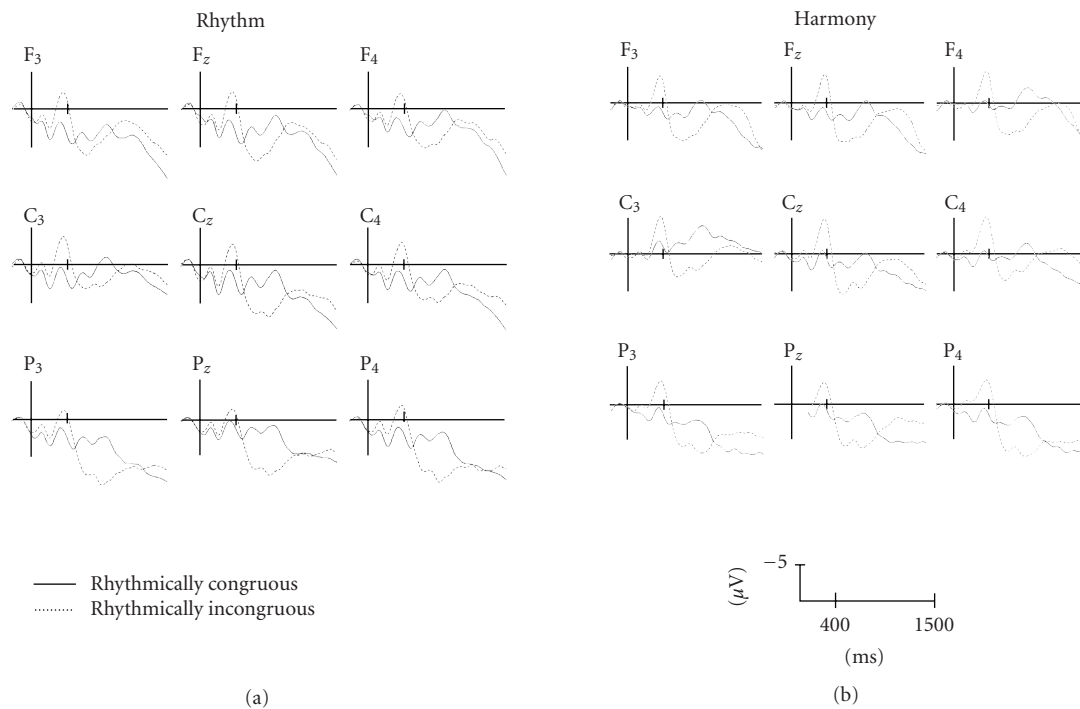 Rhythm
F3 Fz F4
C3 Cz C4
P3 Pz P4
Rhythmically congruous
Rhythmically incongruous
(a)
Harmony
F3 Fz F4
C3 Cz C4
P3 Pz P4
−5
(μV)
400 1500
(ms)
(b)